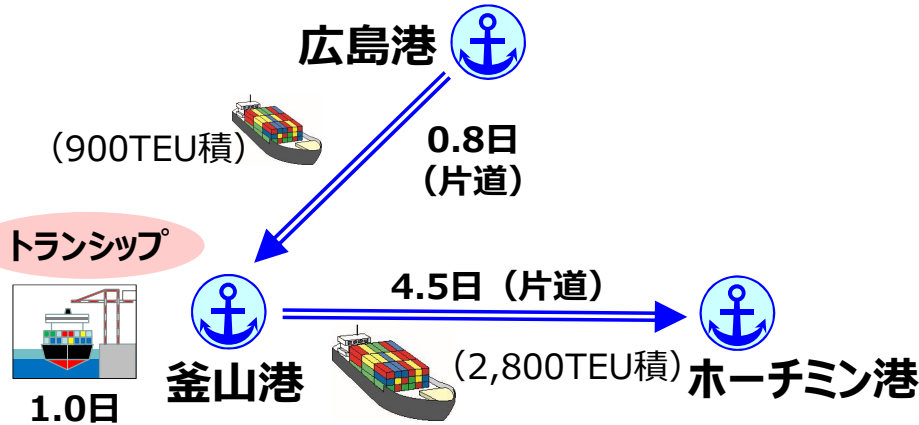 広島港
（900TEU積）
0.8日
（片道）
トランシップ
4.5日（片道）
釜山港
（2,800TEU積）
ホーチミン港
1.0日